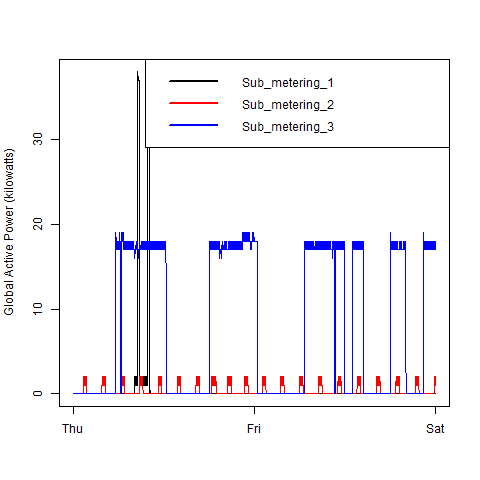 Sub_metering_1
Sub_metering_2
Sub_metering_3
Global Active Power (kilowatts)
30
20
10
0
Thu Fri Sat